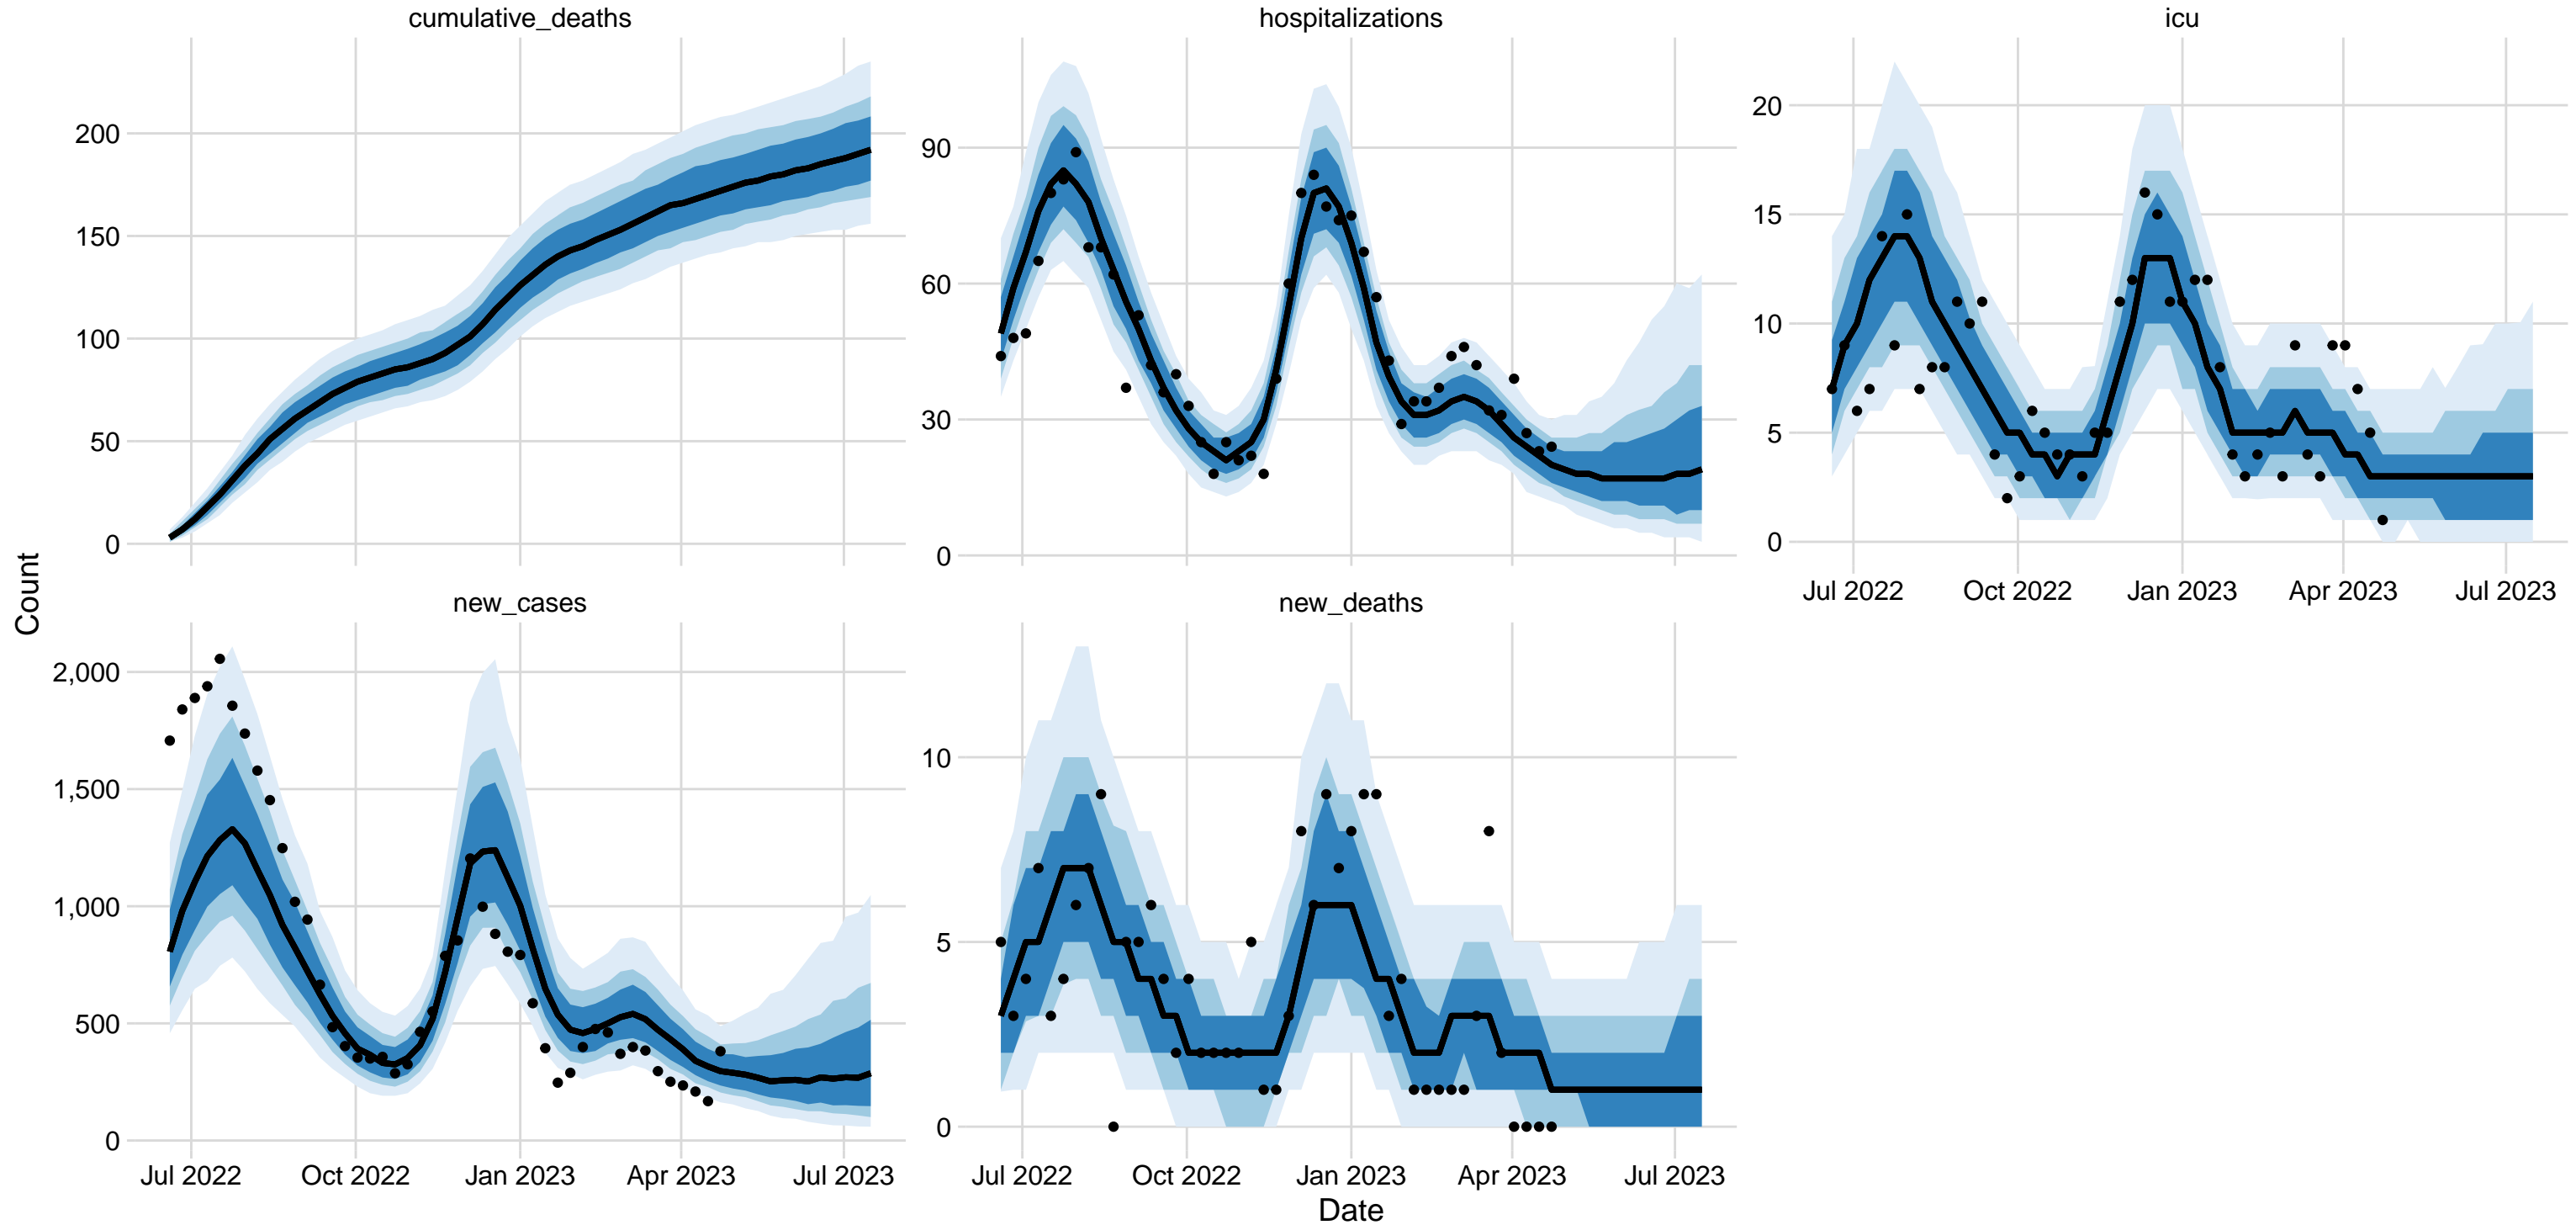 cumulative_deaths
200
150
100
50
0
hospitalizations
90
60
30
0
icu
20
15
10
5
0
Jul 2022 Oct 2022 Jan 2023 Apr 2023 Jul 2023
Count
new_cases
2,000
1,500
1,000
500
0
Jul 2022 Oct 2022 Jan 2023 Apr 2023 Jul 2023
new_deaths
10
5
0
Jul 2022 Oct 2022 Jan 2023 Apr 2023 Jul 2023
Date